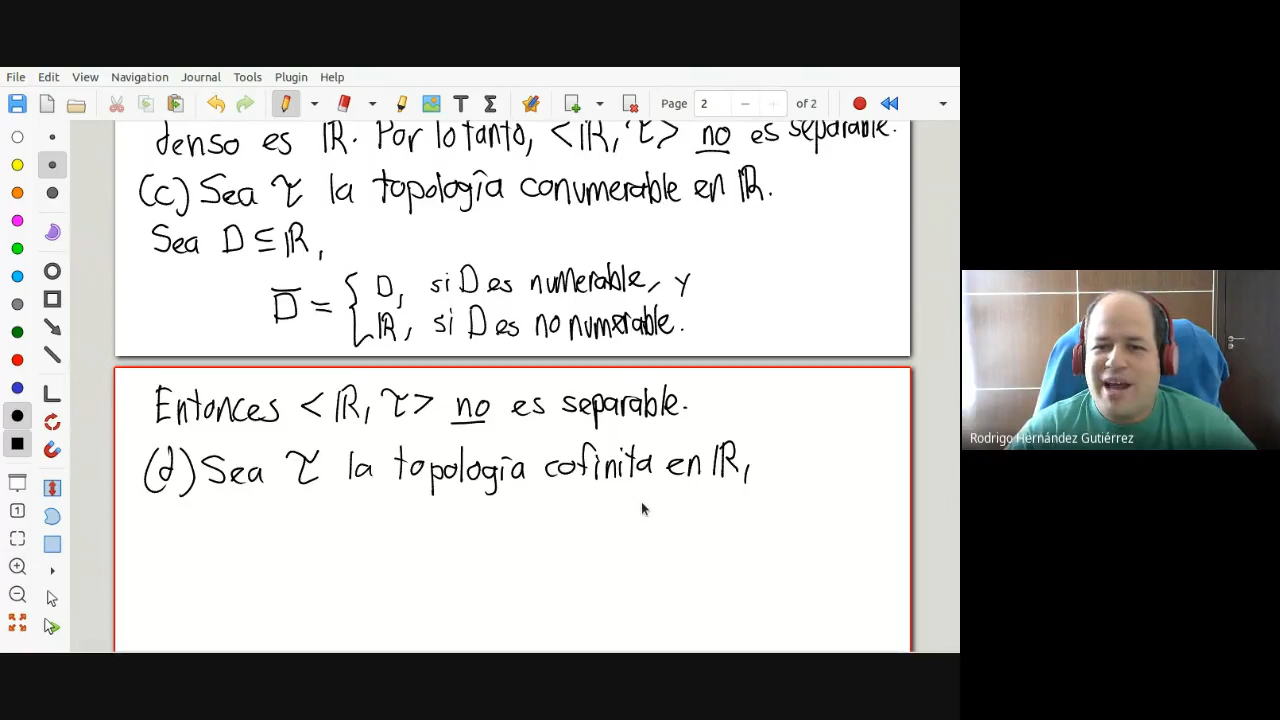 File Edit View Navigation Journal Tools Plugin Help
Page 2 of 2
denso es ℝ. Por lo tanto, <ℝ, τ> no es separable.
(c) Sea τ la topología conumerable en ℝ.
Sea D ⊆ ℝ,
D̅ = { D, si D es numerable, y
ℝ, si D es no numerable.
Entonces <ℝ, τ> no es separable.
(d) Sea τ la topología cofinita en ℝ,
Rodrigo Hernández Gutiérrez